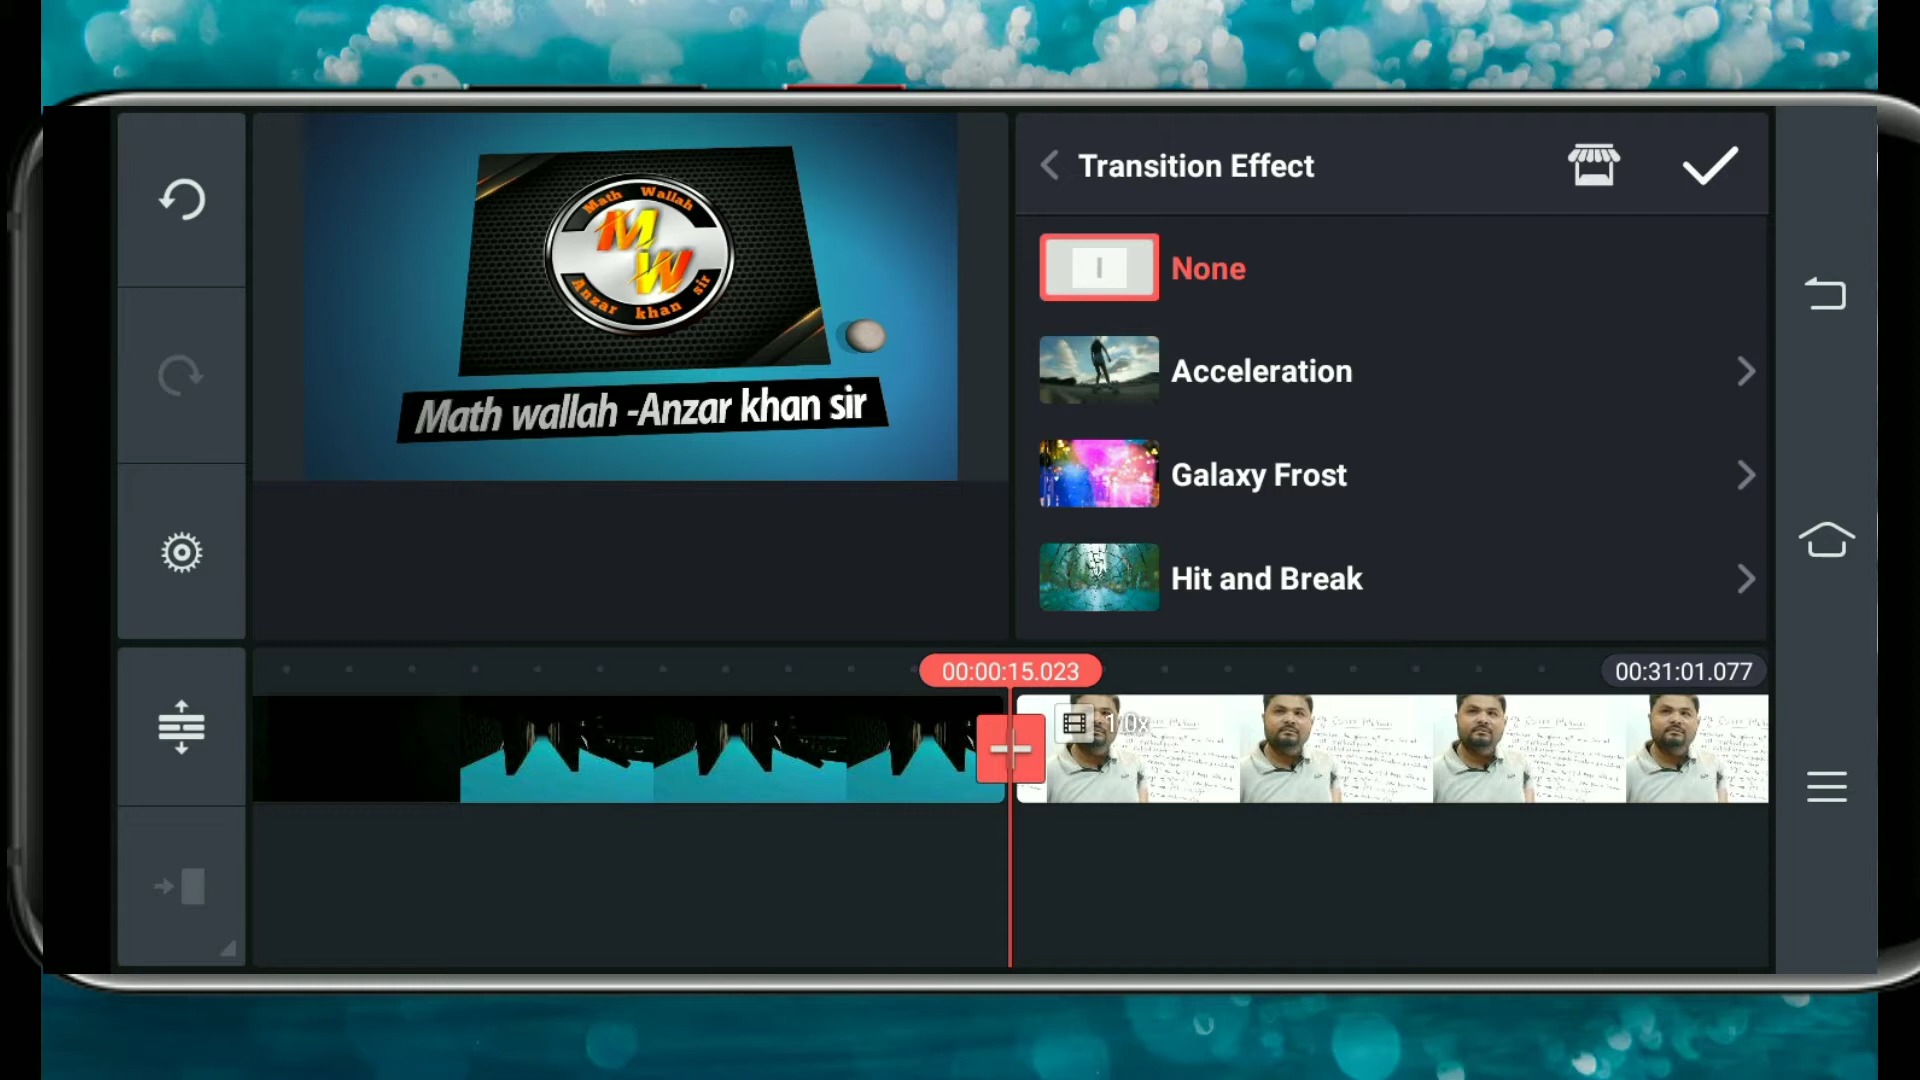 Transition Effect
Math Wallah
MW
Anzar khan sir
Math wallah -Anzar khan sir
None
Acceleration
Galaxy Frost
Hit and Break
00:00:15.023
00:31:01.077
1.0x